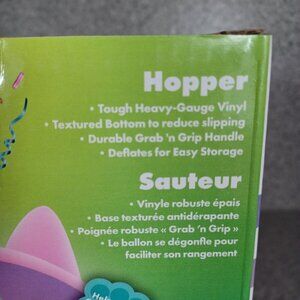 Hopper
• Tough Heavy-Gauge Vinyl
• Textured Bottom to reduce slipping
• Durable Grab 'n Grip Handle
• Deflates for Easy Storage
Sauteur
• Vinyle robuste épais
• Base texturée antidérapante
• Poignée robuste « Grab 'n Grip »
• Le ballon se dégonfle pour
faciliter son rangement